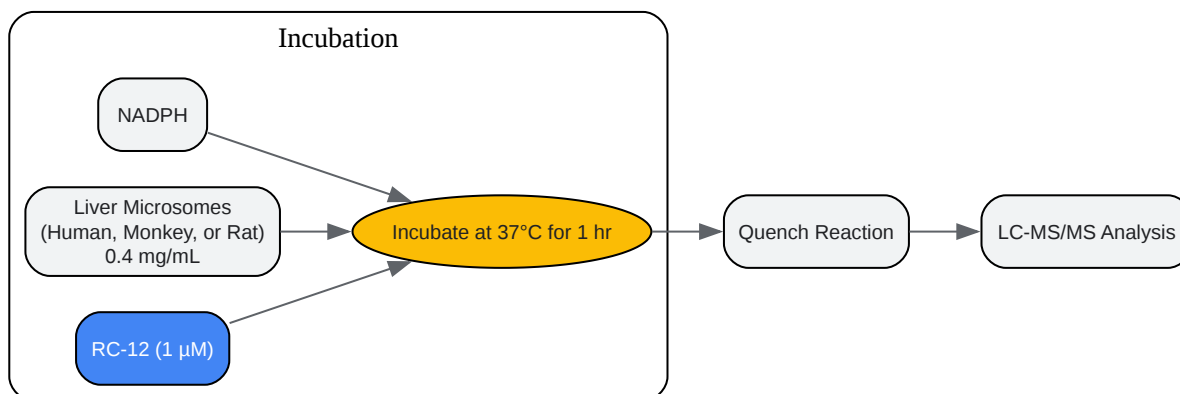 Incubation
NADPH
Liver Microsomes
(Human, Monkey, or Rat)
0.4 mg/mL
RC-12 (1 µM)
Incubate at 37°C for 1 hr
Quench Reaction
LC-MS/MS Analysis